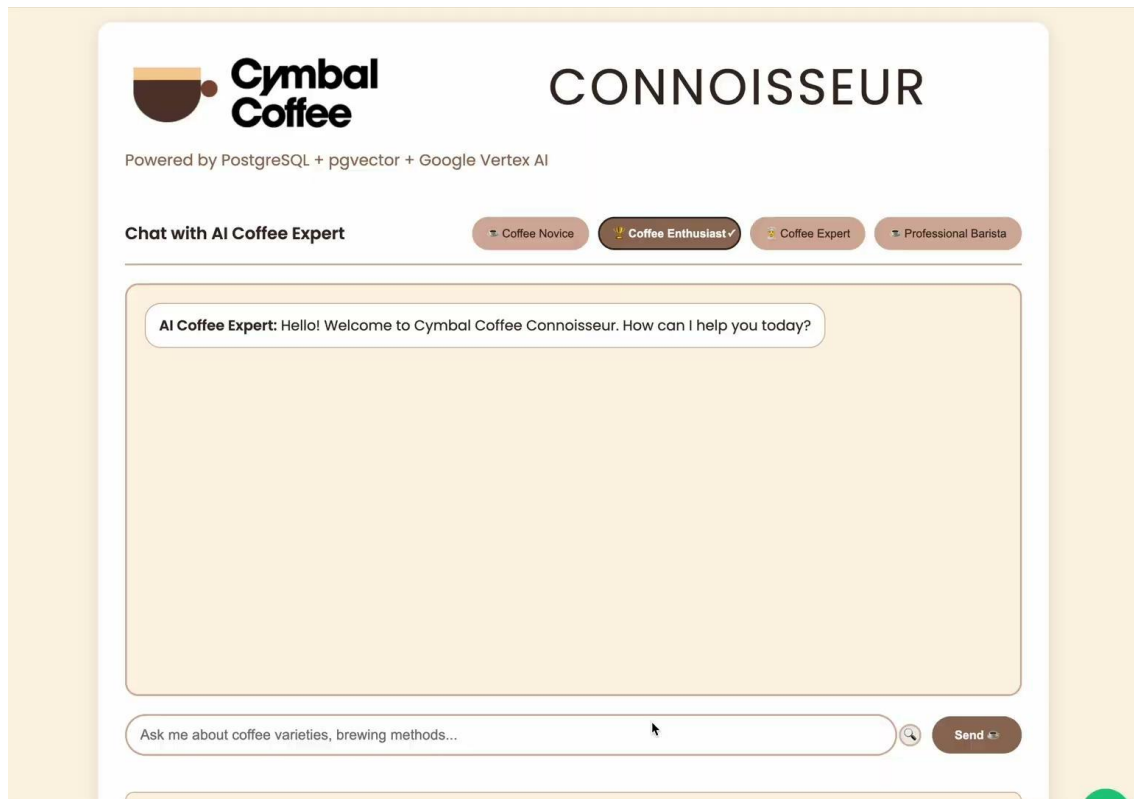 Cymbal
Coffee
CONNOISSEUR
Powered by PostgreSQL + pgvector + Google Vertex AI
Chat with AI Coffee Expert
Coffee Novice
Coffee Enthusiast✓
Coffee Expert
Professional Barista
AI Coffee Expert: Hello! Welcome to Cymbal Coffee Connoisseur. How can I help you today?
Ask me about coffee varieties, brewing methods...
Send